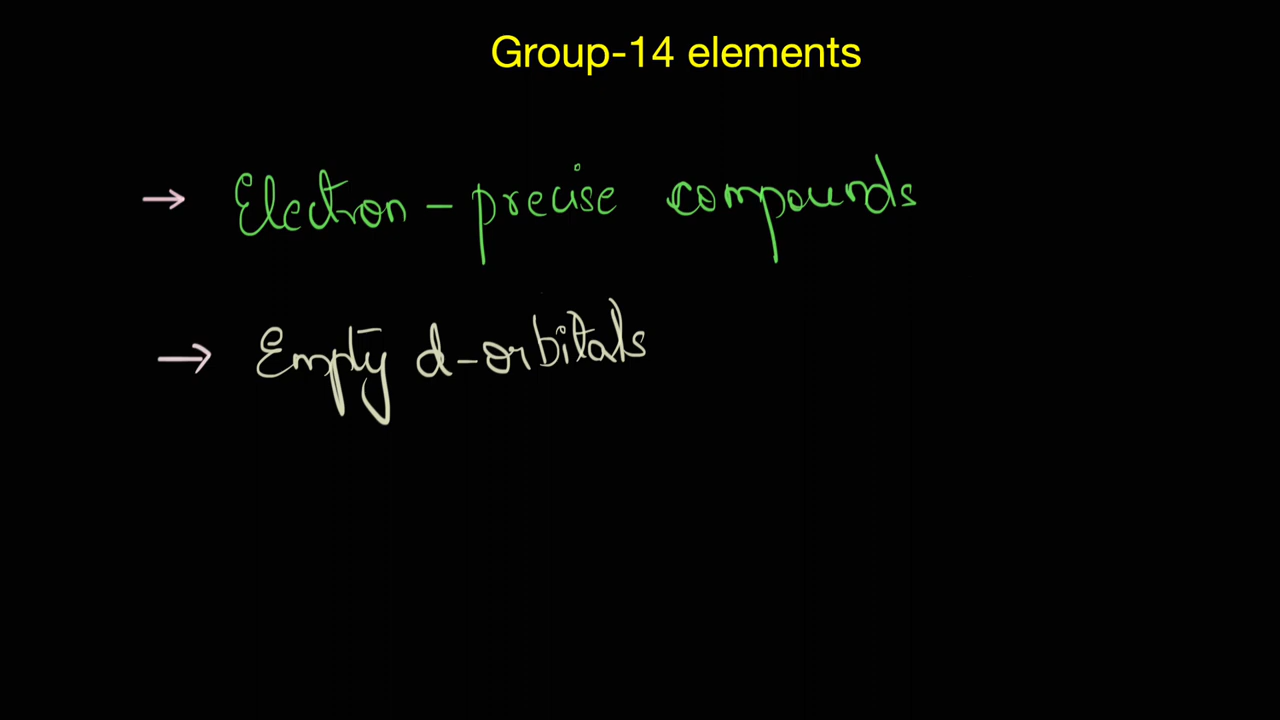 Group-14 elements
→ Electron - precise compounds
→ Empty d-orbitals